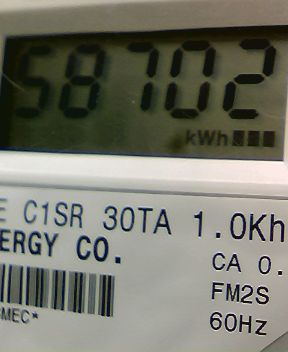 58702
kWh
E C1SR 30TA 1.0Kh
ERGY CO.
CA 0.
FM2S
MEC*
60Hz